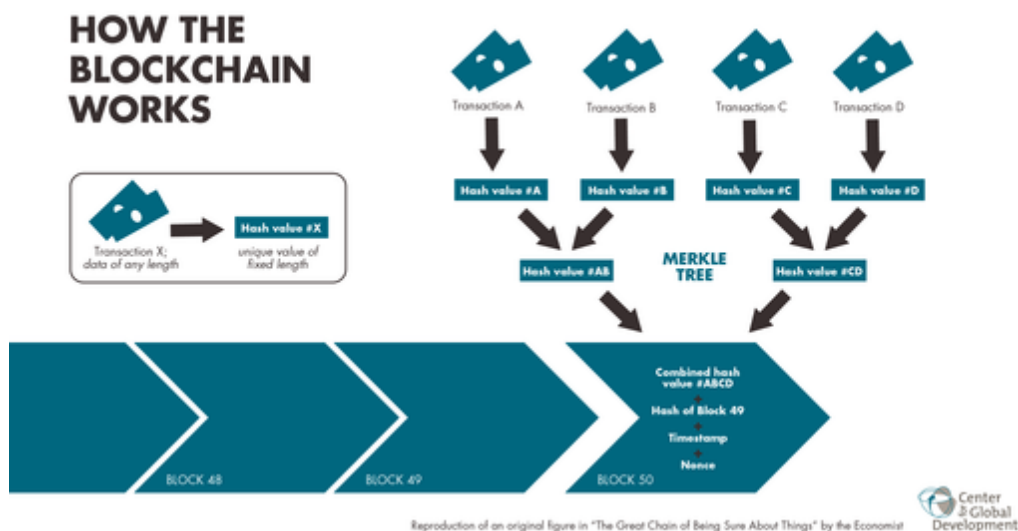 HOW THE
BLOCKCHAIN
WORKS
Transaction A
Transaction B
Transaction C
Transaction D
Hash value #A
Hash value #B
Hash value #C
Hash value #D
Transaction X;
data of any length
Hash value #X
unique value of
fixed length
Hash value #AB
MERKLE
TREE
Hash value #CD
Combined hash
value #ABCD
+
Hash of Block 49
+
Timestamp
+
Nonce
BLOCK 48
BLOCK 49
BLOCK 50
Reproduction of an original figure in "The Great Chain of Being Sure About Things" by the Economist
Center
for Global
Development